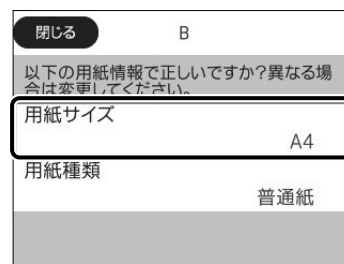 閉じる B
以下の用紙情報で正しいですか?異なる場
合は変更してください。
用紙サイズ
A4
用紙種類
普通紙